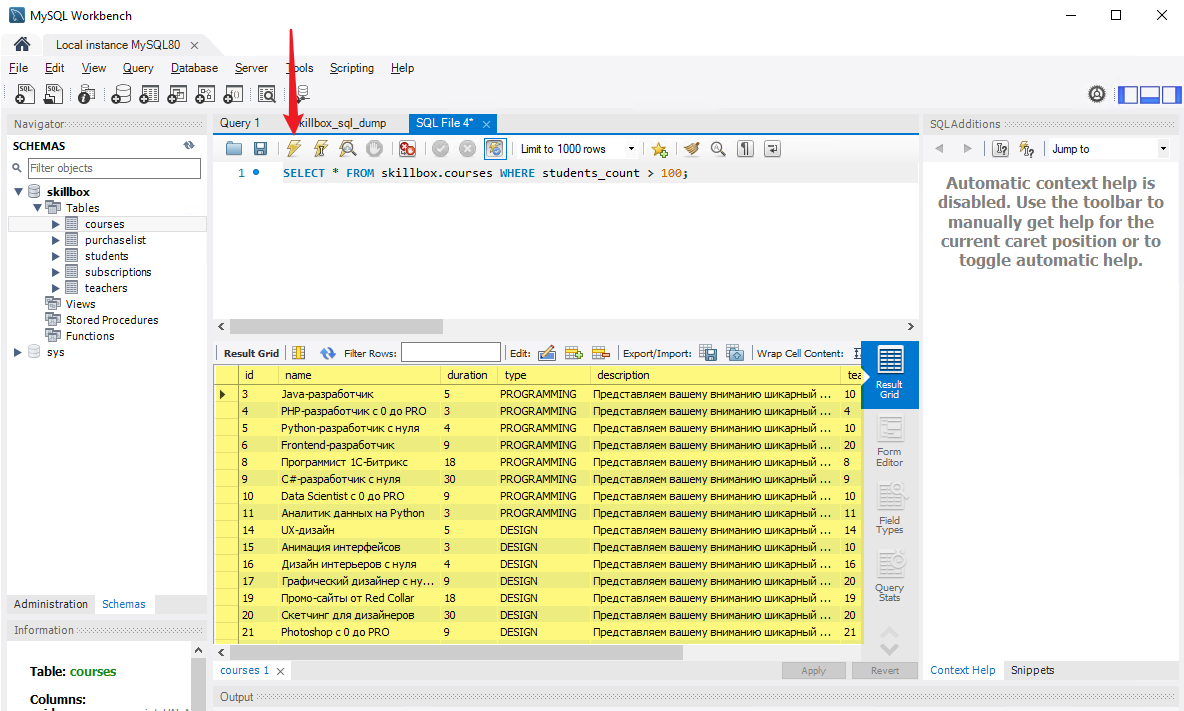 MySQL Workbench
Local instance MySQL80
File Edit View Query Database Server Tools Scripting Help
Navigator
SCHEMAS
Filter objects
skillbox
Tables
courses
purchaselist
students
subscriptions
teachers
Views
Stored Procedures
Functions
sys
Administration Schemas
Information
Table: courses
Columns:
Query 1 skillbox_sql_dump SQL File 4*
Limit to 1000 rows
1 SELECT * FROM skillbox.courses WHERE students_count > 100;
Result Grid Filter Rows: Edit: Export/Import: Wrap Cell Content:
id name duration type description tea
3 Java-разработчик 5 PROGRAMMING Представляем вашему вниманию шикарный ... 10
4 PHP-разработчик с 0 до PRO 3 PROGRAMMING Представляем вашему вниманию шикарный ... 4
5 Python-разработчик с нуля 4 PROGRAMMING Представляем вашему вниманию шикарный ... 10
6 Frontend-разработчик 9 PROGRAMMING Представляем вашему вниманию шикарный ... 20
8 Программист 1С-Битрикс 18 PROGRAMMING Представляем вашему вниманию шикарный ... 8
9 C#-разработчик с нуля 30 PROGRAMMING Представляем вашему вниманию шикарный ... 9
10 Data Scientist с 0 до PRO 9 PROGRAMMING Представляем вашему вниманию шикарный ... 10
11 Аналитик данных на Python 3 PROGRAMMING Представляем вашему вниманию шикарный ... 11
14 UX-дизайн 5 DESIGN Представляем вашему вниманию шикарный ... 14
15 Анимация интерфейсов 3 DESIGN Представляем вашему вниманию шикарный ... 10
16 Дизайн интерьеров с нуля 4 DESIGN Представляем вашему вниманию шикарный ... 16
17 Графический дизайнер с ну... 9 DESIGN Представляем вашему вниманию шикарный ... 20
19 Промо-сайты от Red Collar 18 DESIGN Представляем вашему вниманию шикарный ... 19
20 Скетчинг для дизайнеров 30 DESIGN Представляем вашему вниманию шикарный ... 20
21 Photoshop с 0 до PRO 9 DESIGN Представляем вашему вниманию шикарный ... 21
Result
Grid
Form
Editor
Field
Types
Query
Stats
courses 1
Apply Revert
Output
SQLAdditions
Jump to
Automatic context help is
disabled. Use the toolbar to
manually get help for the
current caret position or to
toggle automatic help.
Context Help Snippets